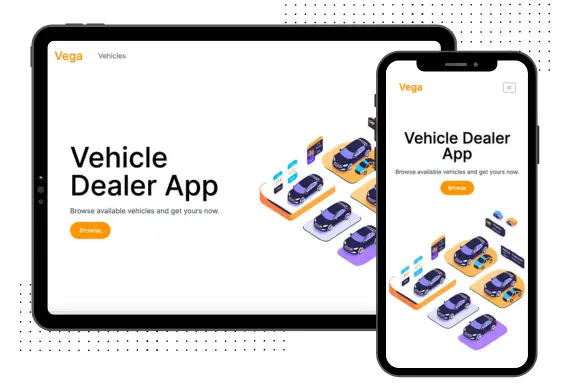 Vega Vehicles
Vehicle
Dealer App
Browse available vehicles and get yours now.
Browse
Vega
Vehicle Dealer
App
Browse available vehicles and get yours now.
Browse